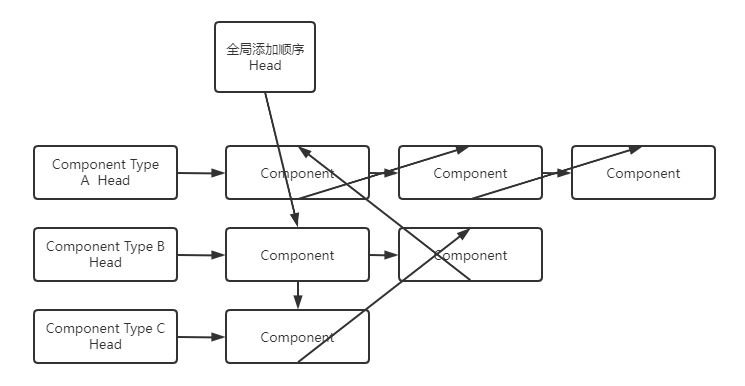 全局添加顺序
Head
Component Type
A  Head
Component
Component
Component
Component Type B
Head
Component
Component
Component Type C
Head
Component